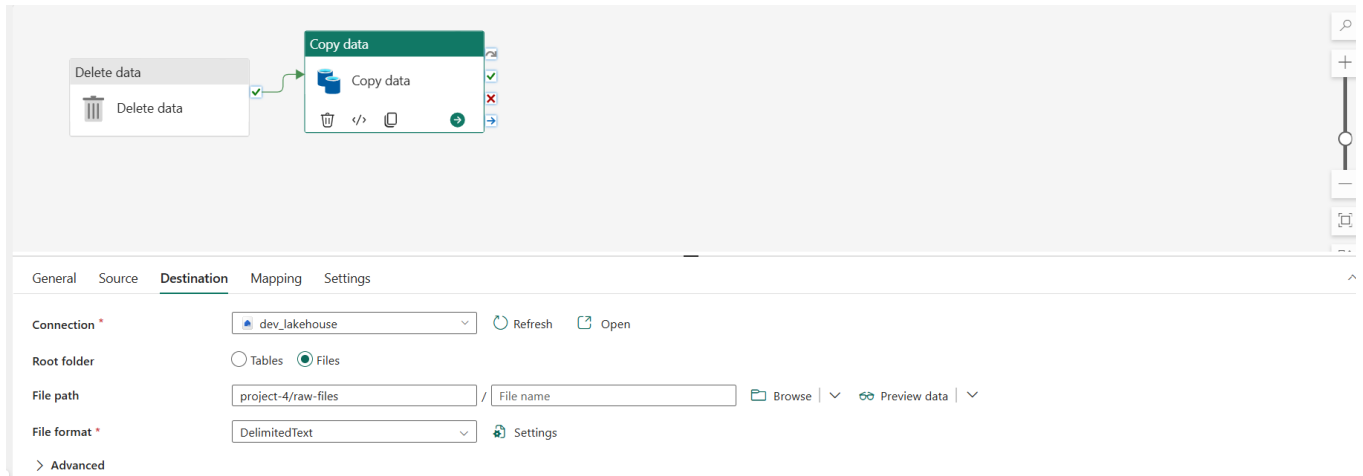 Copy data
Delete data
Copy data
Delete data
General Source Destination Mapping Settings
Connection * dev_lakehouse Refresh Open
Root folder Tables Files
File path project-4/raw-files / File name Browse Preview data
File format * DelimitedText Settings
Advanced